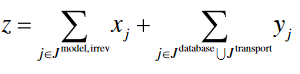 z = ∑_{j∈J^{model,irrev}} x_j + ∑_{j∈J^{database}⋃J^{transport}} y_j